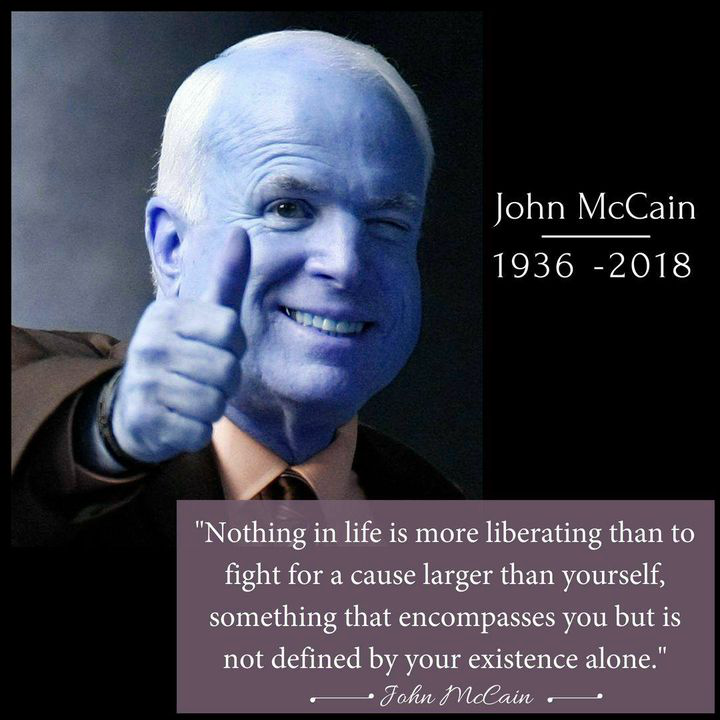 John McCain
1936 -2018
"Nothing in life is more liberating than to
fight for a cause larger than yourself,
something that encompasses you but is
not defined by your existence alone."
John McCain